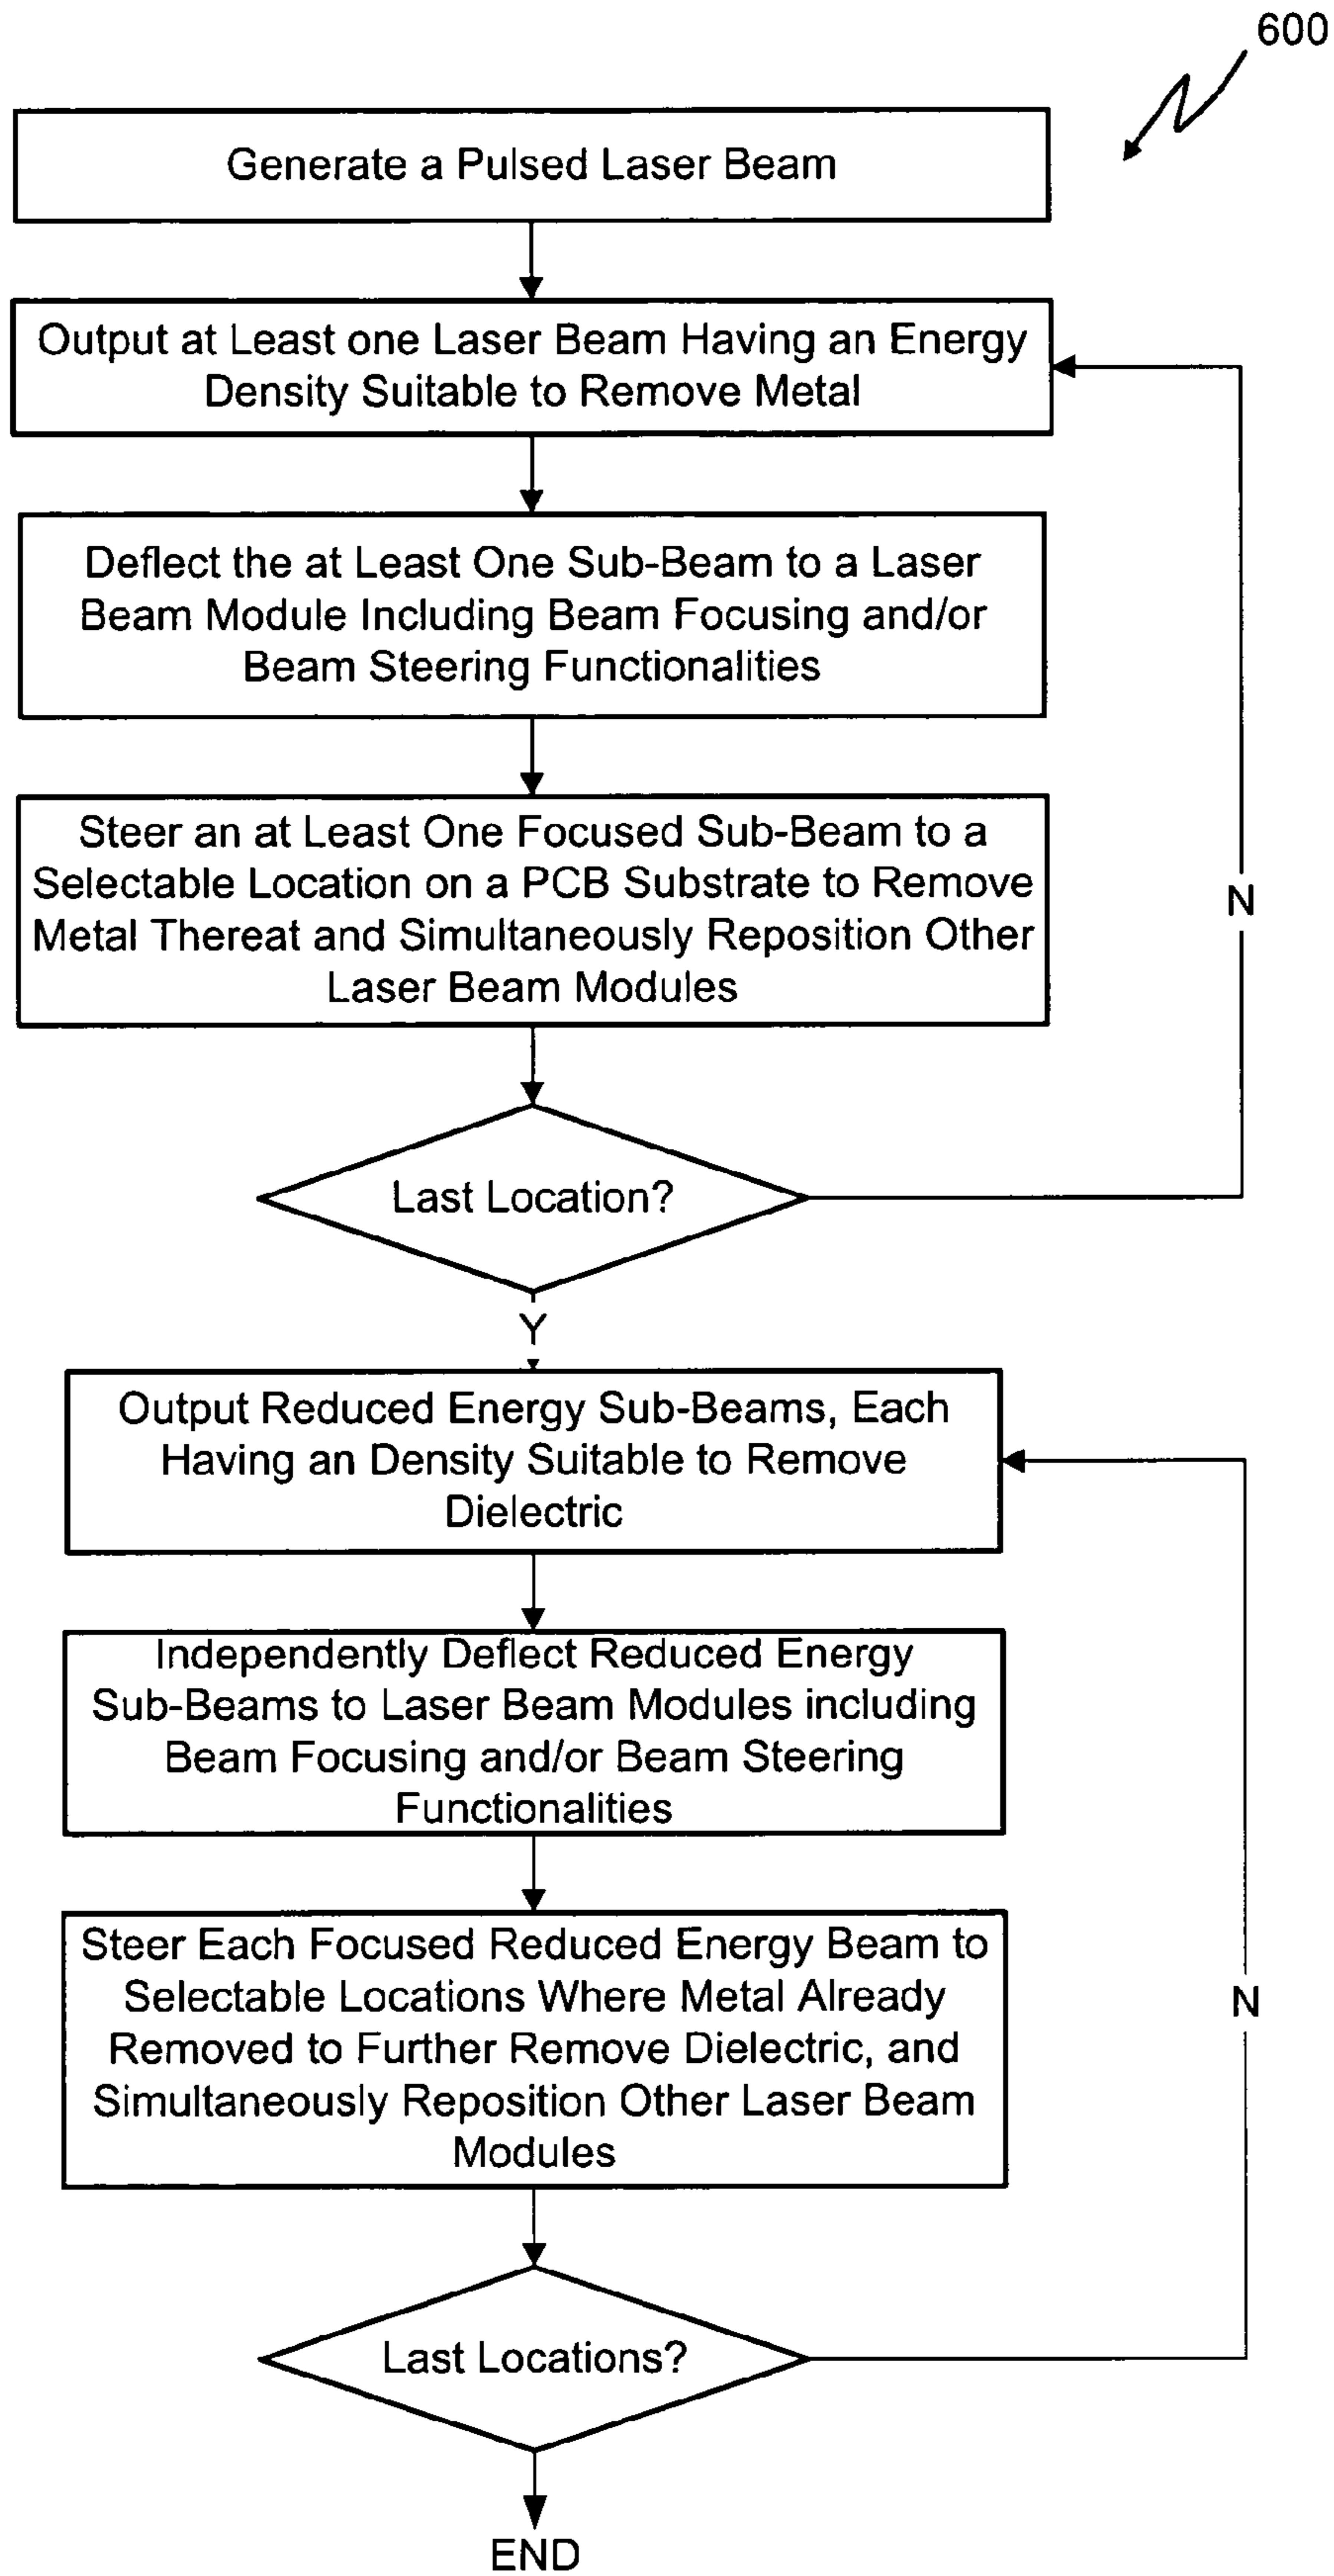 600
Generate a Pulsed Laser Beam
Output at Least one Laser Beam Having an Energy
Density Suitable to Remove Metal
Deflect the at Least One Sub-Beam to a Laser
Beam Module Including Beam Focusing and/or
Beam Steering Functionalities
Steer an at Least One Focused Sub-Beam to a
Selectable Location on a PCB Substrate to Remove
Metal Thereat and Simultaneously Reposition Other
Laser Beam Modules
N
Last Location?
Y
Output Reduced Energy Sub-Beams, Each
Having an Density Suitable to Remove
Dielectric
Independently Deflect Reduced Energy
Sub-Beams to Laser Beam Modules including
Beam Focusing and/or Beam Steering
Functionalities
Steer Each Focused Reduced Energy Beam to
Selectable Locations Where Metal Already
Removed to Further Remove Dielectric, and
Simultaneously Reposition Other Laser Beam
Modules
N
Last Locations?
END